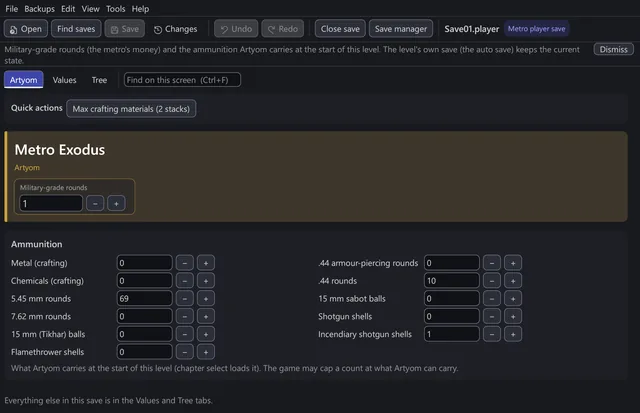 File Backups Edit View Tools Help
Open Find saves Save Changes Undo Redo Close save Save manager Save01.player Metro player save
Military-grade rounds (the metro's money) and the ammunition Artyom carries at the start of this level. The level's own save (the auto save) keeps the current
state.
Dismiss
Artyom Values Tree Find on this screen (Ctrl+F)
Quick actions Max crafting materials (2 stacks)
Metro Exodus
Artyom
Military-grade rounds
1 − +
Ammunition
Metal (crafting) 0 − + .44 armour-piercing rounds 0 − +
Chemicals (crafting) 0 − + .44 rounds 10 − +
5.45 mm rounds 69 − + 15 mm sabot balls 0 − +
7.62 mm rounds 0 − + Shotgun shells 0 − +
15 mm (Tikhar) balls 0 − + Incendiary shotgun shells 1 − +
Flamethrower shells 0 − +
What Artyom carries at the start of this level (chapter select loads it). The game may cap a count at what Artyom can carry.
Everything else in this save is in the Values and Tree tabs.